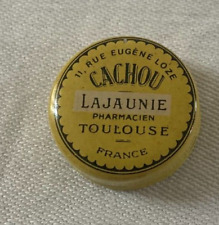 11, RUE EUGÈNE LOZE
CACHOU
LAJAUNIE
PHARMACIEN
TOULOUSE
FRANCE